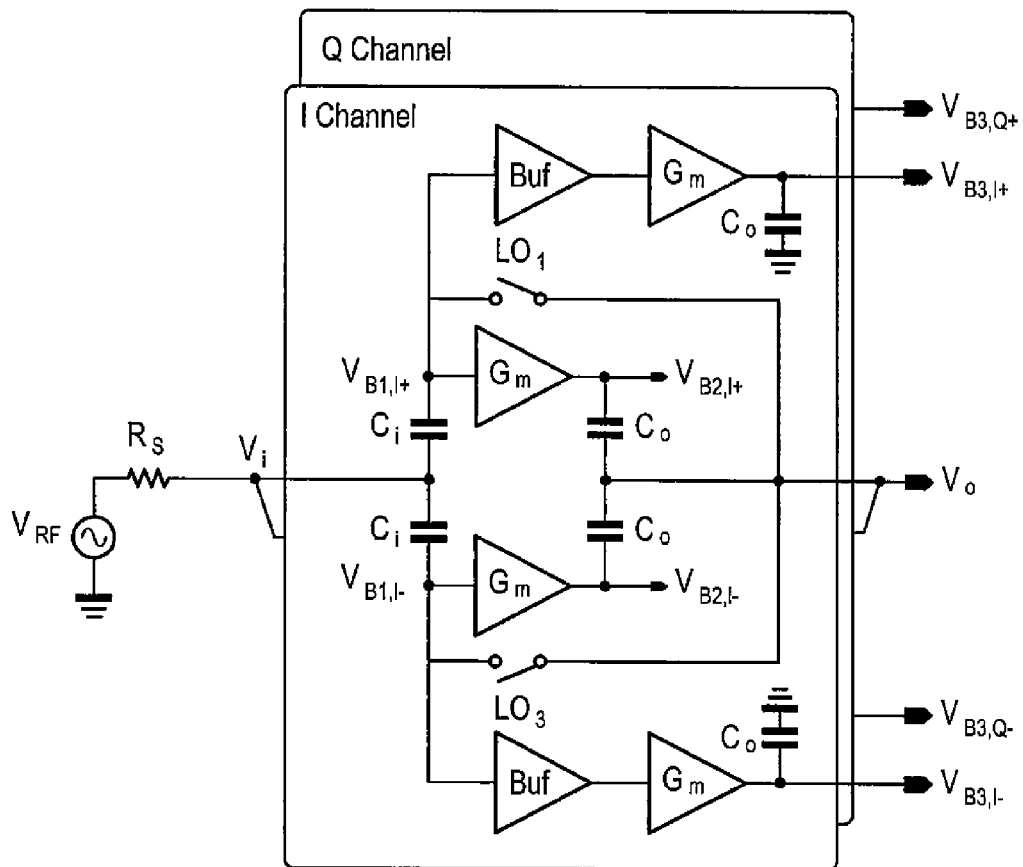 Q Channel
I Channel
V B3,Q+
Buf
G m
V B3,I+
C o
LO 1
V B1,I+
G m
V B2,I+
C i
C o
R S
V i
V o
V RF
C i
C o
V B1,I-
G m
V B2,I-
LO 3
C o
V B3,Q-
Buf
G m
V B3,I-